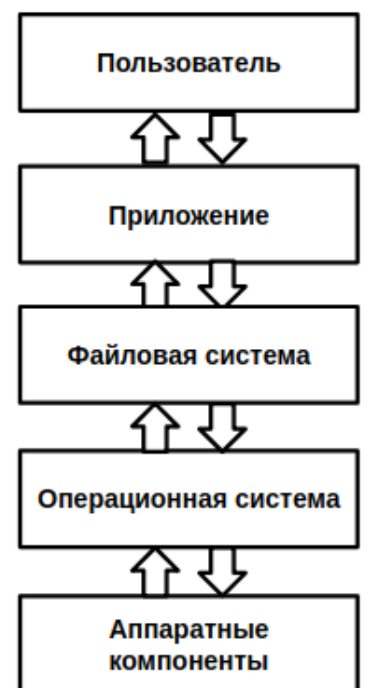 Пользователь
Приложение
Файловая система
Операционная система
Аппаратные
компоненты